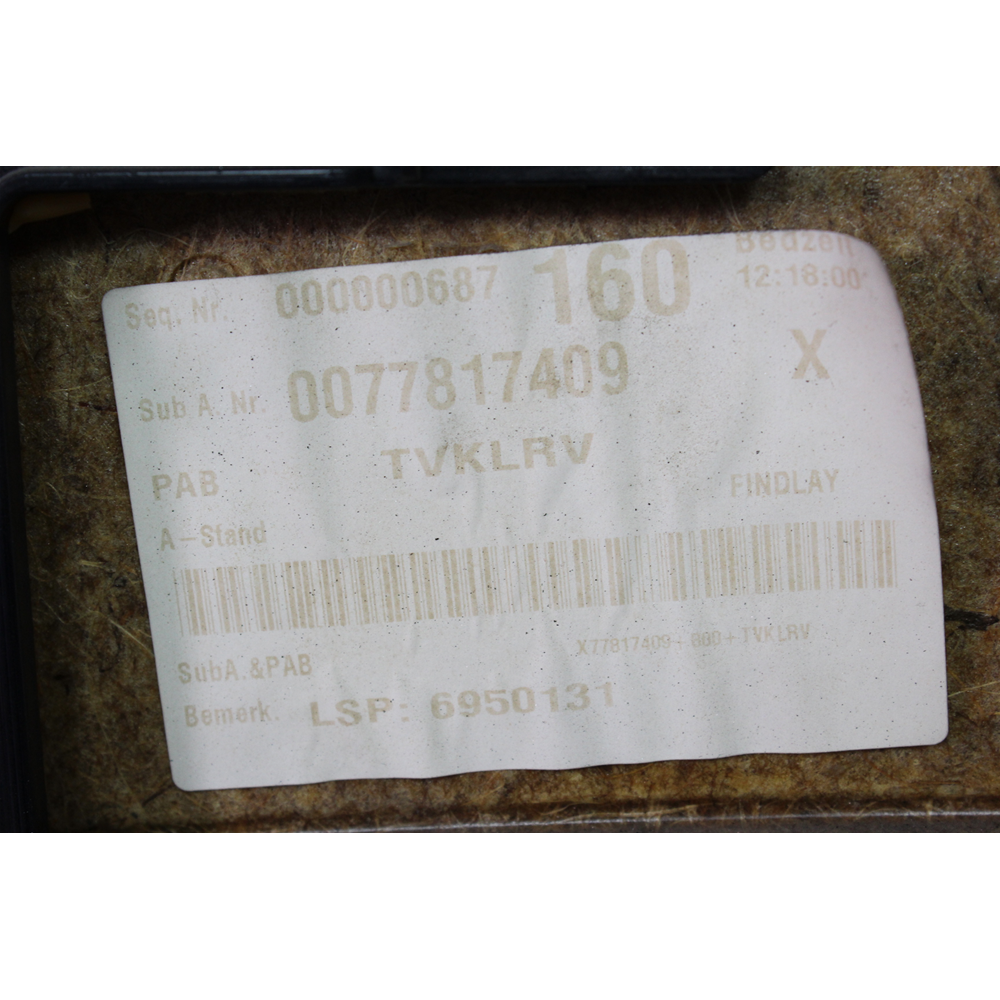 Seq. Nr. 000000687 160 Bedzeit
12:18:00
Sub A. Nr. 0077817409 X
TVKLRV
PAB FINDLAY
A-Stand
SubA.&PAB X77817409+ +TVKLRV
Bemerk. LSP: 6950131